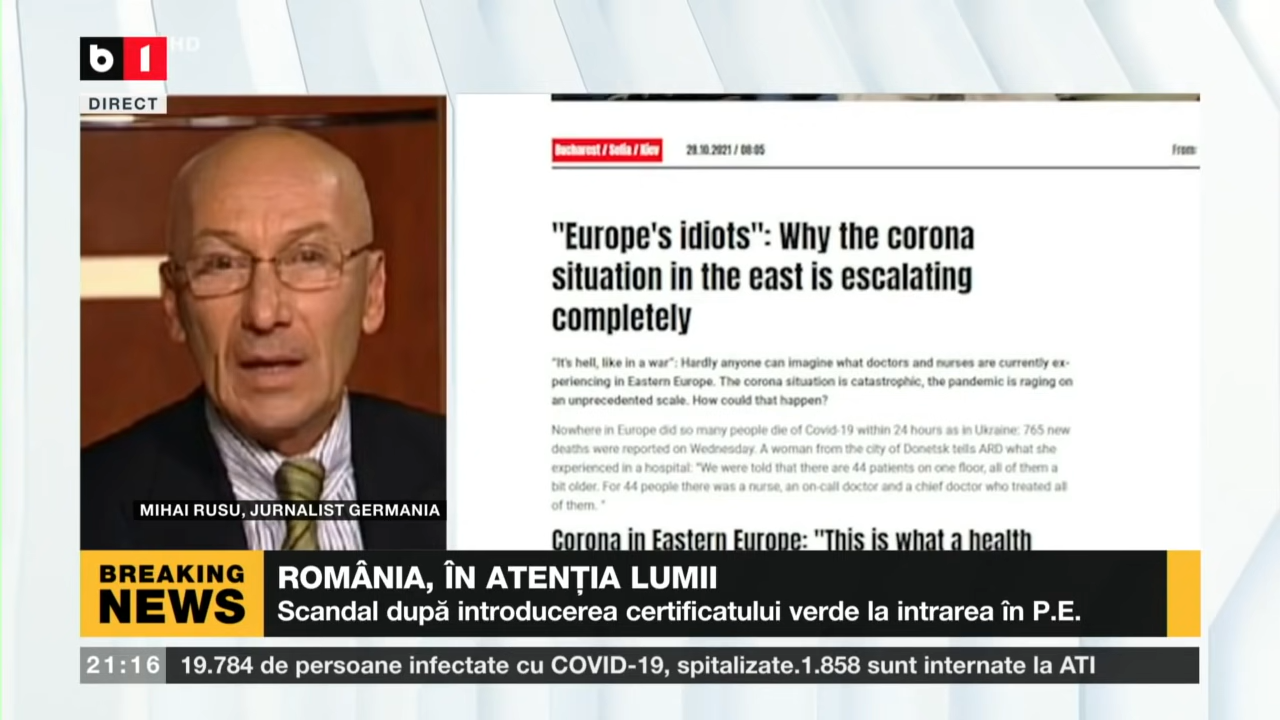 b1 HD
DIRECT
Bucharest / Sofia / Kiev 28.10.2021 / 08:05 From:
"Europe's idiots": Why the corona
situation in the east is escalating
completely
"It's hell, like in a war": Hardly anyone can imagine what doctors and nurses are currently ex-
periencing in Eastern Europe. The corona situation is catastrophic, the pandemic is raging on
an unprecedented scale. How could that happen?
Nowhere in Europe did so many people die of Covid-19 within 24 hours as in Ukraine: 765 new
deaths were reported on Wednesday. A woman from the city of Donetsk tells ARD what she
experienced in a hospital: "We were told that there are 44 patients on one floor, all of them a
bit older. For 44 people there was a nurse, an on-call doctor and a chief doctor who treated all
of them. "
Corona in Eastern Europe: "This is what a health
MIHAI RUSU, JURNALIST GERMANIA
BREAKING
NEWS
ROMÂNIA, ÎN ATENȚIA LUMII
Scandal după introducerea certificatului verde la intrarea în P.E.
21:16 19.784 de persoane infectate cu COVID-19, spitalizate.1.858 sunt internate la ATI